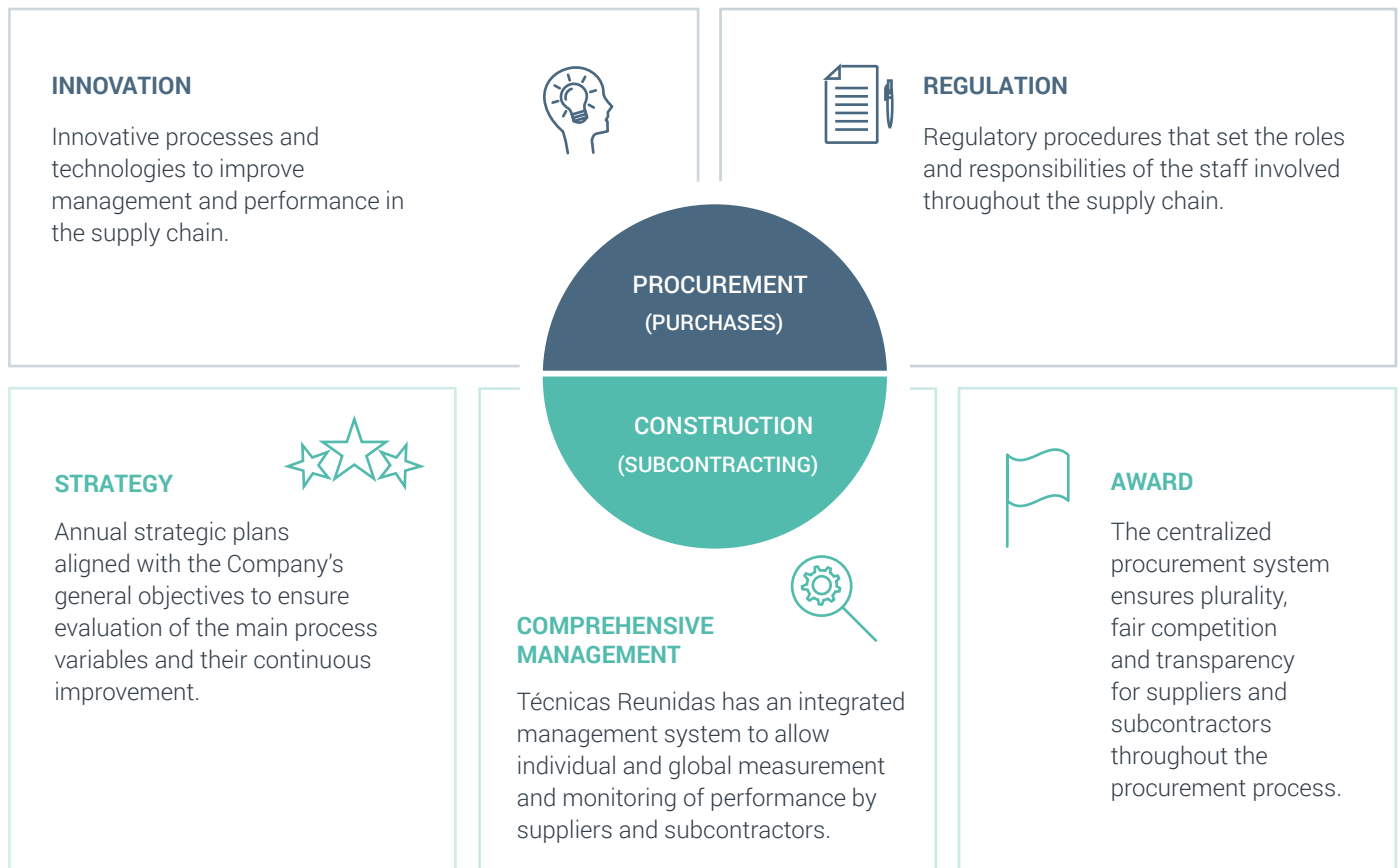 INNOVATION
Innovative processes and
technologies to improve
management and performance in
the supply chain.
REGULATION
Regulatory procedures that set the roles
and responsibilities of the staff involved
throughout the supply chain.
PROCUREMENT
(PURCHASES)
CONSTRUCTION
(SUBCONTRACTING)
STRATEGY
Annual strategic plans
aligned with the Company’s
general objectives to ensure
evaluation of the main process
variables and their continuous
improvement.
COMPREHENSIVE
MANAGEMENT
Técnicas Reunidas has an integrated
management system to allow
individual and global measurement
and monitoring of performance by
suppliers and subcontractors.
AWARD
The centralized
procurement system
ensures plurality,
fair competition
and transparency
for suppliers and
subcontractors
throughout the
procurement process.